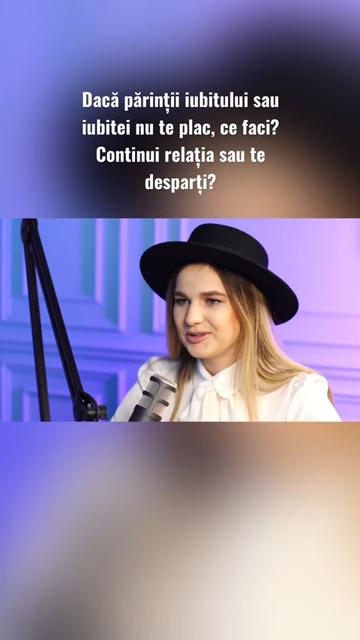 Dacă părinții iubitului sau
iubitei nu te plac, ce faci?
Continui relația sau te
desparți?